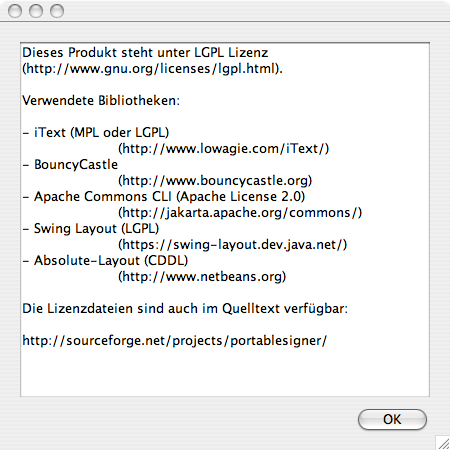 Dieses Produkt steht unter LGPL Lizenz
(http://www.gnu.org/licenses/lgpl.html).
Verwendete Bibliotheken:
- iText (MPL oder LGPL)
(http://www.lowagie.com/iText/)
- BouncyCastle
(http://www.bouncycastle.org)
- Apache Commons CLI (Apache License 2.0)
(http://jakarta.apache.org/commons/)
- Swing Layout (LGPL)
(https://swing-layout.dev.java.net/)
- Absolute-Layout (CDDL)
(http://www.netbeans.org)
Die Lizenzdateien sind auch im Quelltext verfügbar:
http://sourceforge.net/projects/portablesigner/
OK